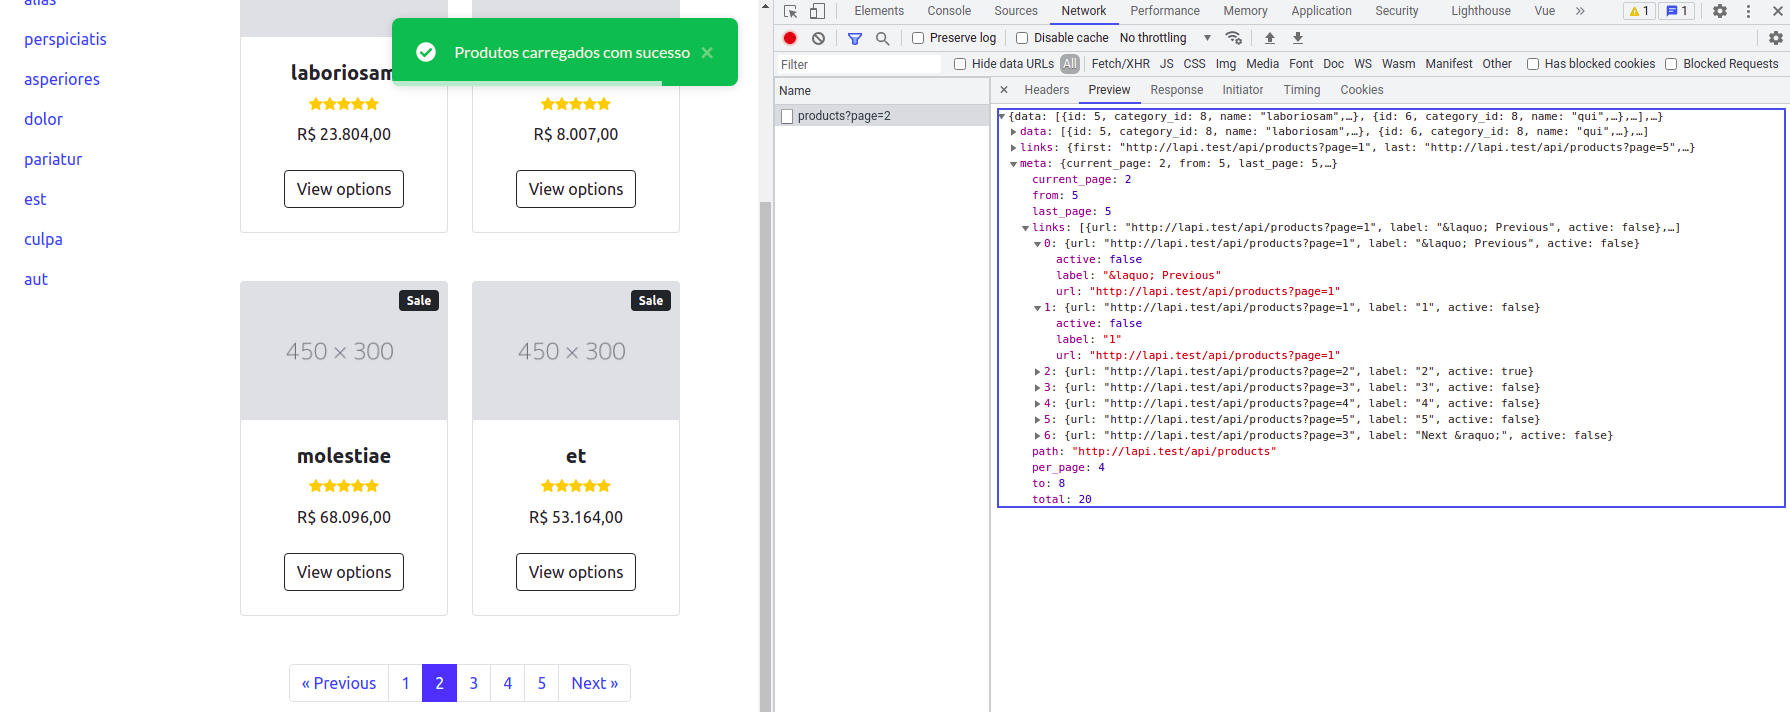 alias
perspiciatis
asperiores
dolor
pariatur
est
culpa
aut
Produtos carregados com sucesso ×
laboriosam
R$ 23.804,00
R$ 8.007,00
View options
View options
Sale
Sale
450 × 300
450 × 300
molestiae
et
R$ 68.096,00
R$ 53.164,00
View options
View options
« Previous 1 2 3 4 5 Next »
Elements Console Sources Network Performance Memory Application Security Lighthouse Vue » 1 1
Preserve log Disable cache No throttling
Filter Hide data URLs All Fetch/XHR JS CSS Img Media Font Doc WS Wasm Manifest Other Has blocked cookies Blocked Requests
Name
products?page=2
× Headers Preview Response Initiator Timing Cookies
{data: [{id: 5, category_id: 8, name: "laboriosam",…}, {id: 6, category_id: 8, name: "qui",…},…],…}
data: [{id: 5, category_id: 8, name: "laboriosam",…}, {id: 6, category_id: 8, name: "qui",…},…]
links: {first: "http://lapi.test/api/products?page=1", last: "http://lapi.test/api/products?page=5",…}
meta: {current_page: 2, from: 5, last_page: 5,…}
current_page: 2
from: 5
last_page: 5
links: [{url: "http://lapi.test/api/products?page=1", label: "&laquo; Previous", active: false},…]
0: {url: "http://lapi.test/api/products?page=1", label: "&laquo; Previous", active: false}
active: false
label: "&laquo; Previous"
url: "http://lapi.test/api/products?page=1"
1: {url: "http://lapi.test/api/products?page=1", label: "1", active: false}
active: false
label: "1"
url: "http://lapi.test/api/products?page=1"
2: {url: "http://lapi.test/api/products?page=2", label: "2", active: true}
3: {url: "http://lapi.test/api/products?page=3", label: "3", active: false}
4: {url: "http://lapi.test/api/products?page=4", label: "4", active: false}
5: {url: "http://lapi.test/api/products?page=5", label: "5", active: false}
6: {url: "http://lapi.test/api/products?page=3", label: "Next &raquo;", active: false}
path: "http://lapi.test/api/products"
per_page: 4
to: 8
total: 20